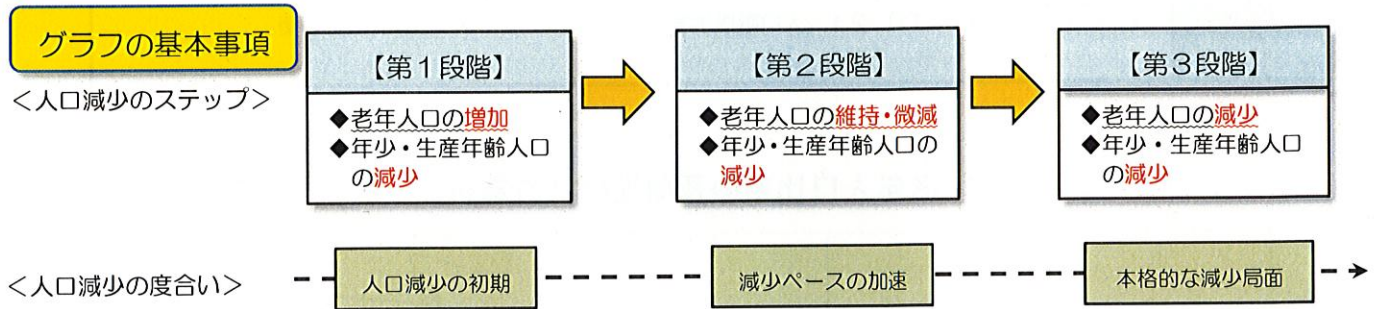 グラフの基本事項
<人口減少のステップ>
【第1段階】
◆老年人口の増加
◆年少・生産年齢人口
の減少
【第2段階】
◆老年人口の維持・微減
◆年少・生産年齢人口の
減少
【第3段階】
◆老年人口の減少
◆年少・生産年齢人口
の減少
<人口減少の度合い>
人口減少の初期
減少ペースの加速
本格的な減少局面